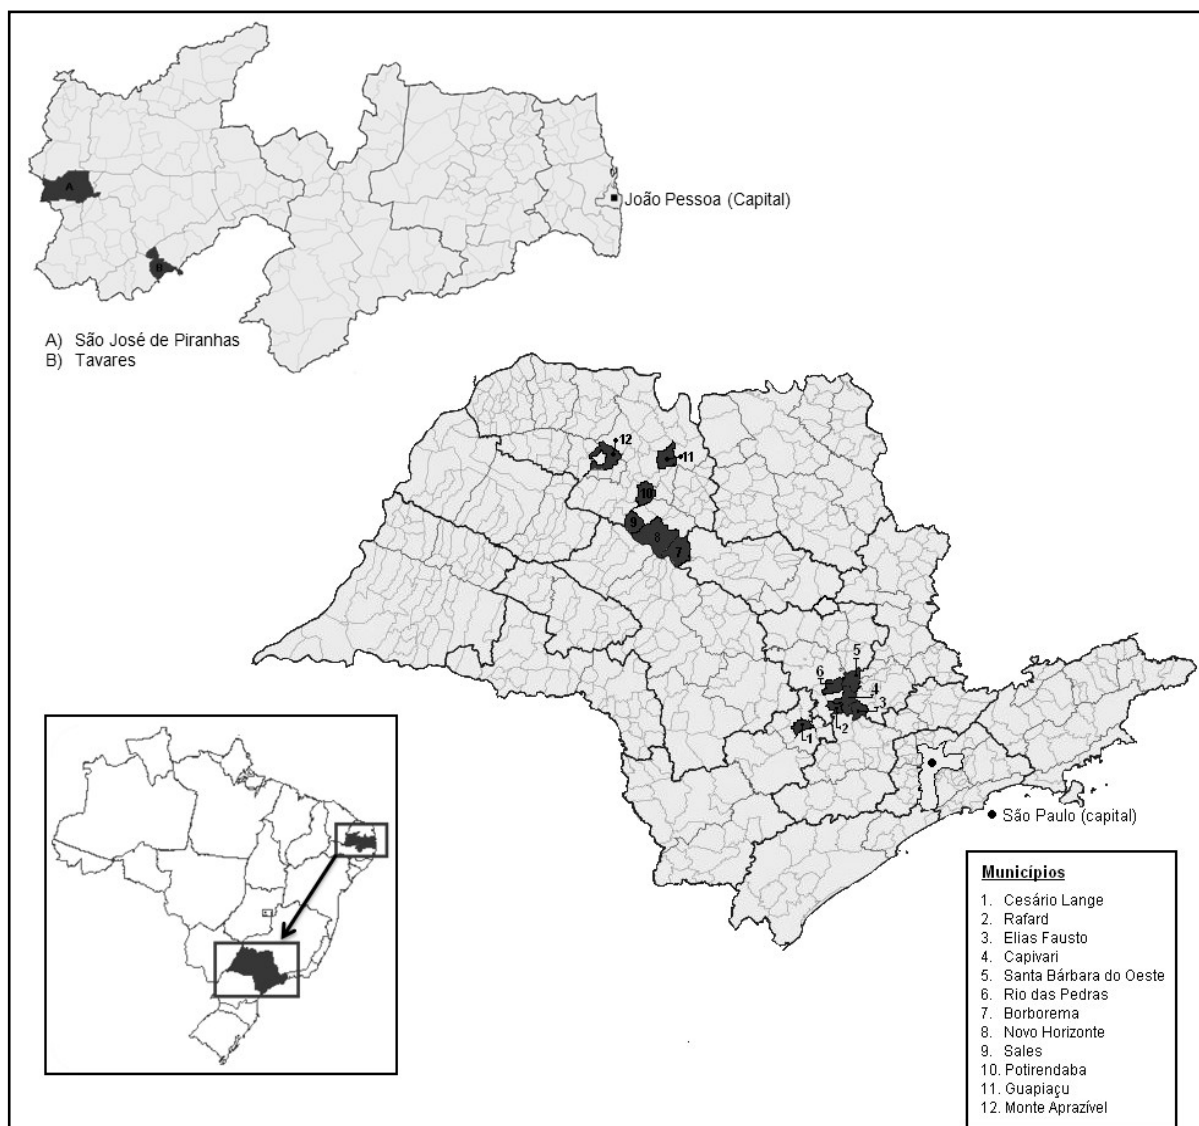 A
João Pessoa (Capital)
B
A) São José de Piranhas
B) Tavares
12
11
10
9
8
7
5
6
4
3
1
2
São Paulo (capital)
Municípios
1. Cesário Lange
2. Rafard
3. Elias Fausto
4. Capivari
5. Santa Bárbara do Oeste
6. Rio das Pedras
7. Borborema
8. Novo Horizonte
9. Sales
10. Potirendaba
11. Guapiaçu
12. Monte Aprazível